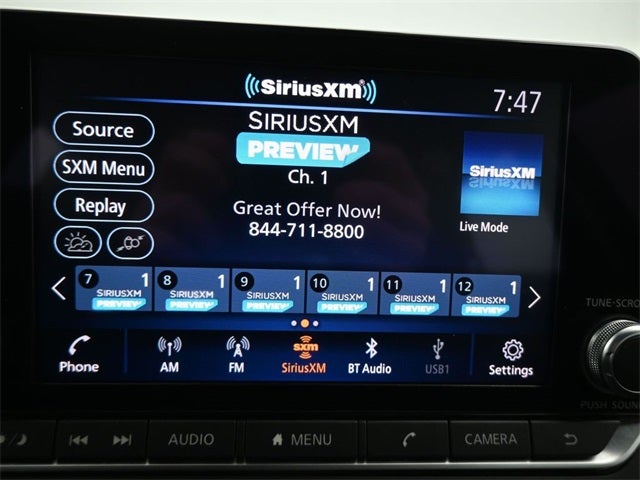 SiriusXM
7:47
Source
SIRIUSXM
PREVIEW
SXM Menu
Ch. 1
SiriusXM
Replay
Great Offer Now!
844-711-8800
Live Mode
7 1 8 1 9 1 10 1 11 1 12 1
SIRIUSXM SIRIUSXM SIRIUSXM SIRIUSXM SIRIUSXM SIRIUSXM
PREVIEW PREVIEW PREVIEW PREVIEW PREVIEW PREVIEW
TUNE-SCRO
sxm
Phone AM FM SiriusXM BT Audio USB1 Settings
PUSH SOUN
AUDIO MENU CAMERA